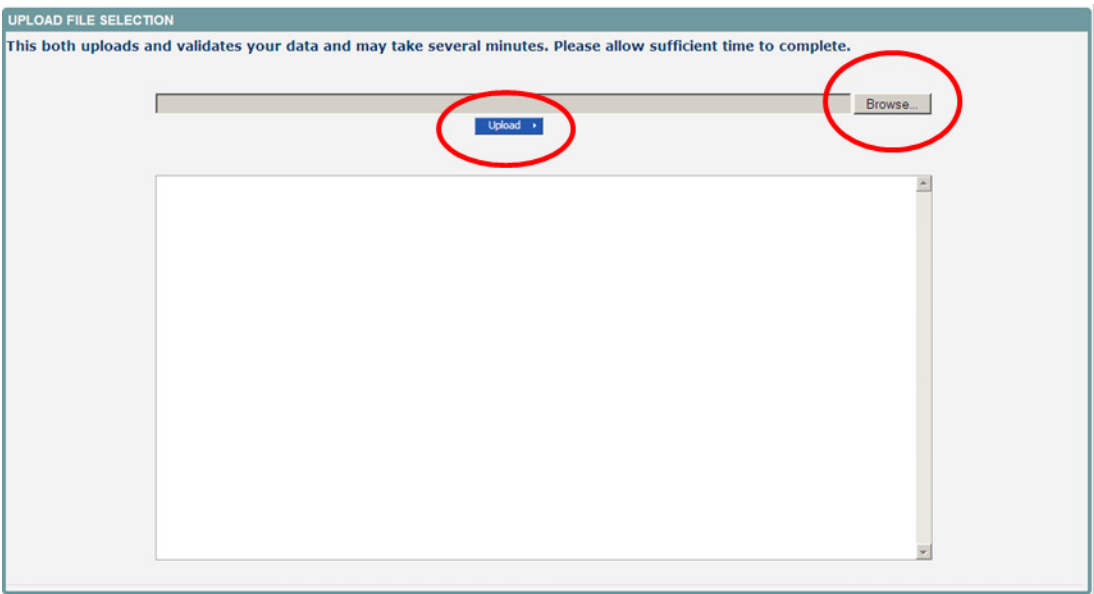 UPLOAD FILE SELECTION
This both uploads and validates your data and may take several minutes. Please allow sufficient time to complete.
Browse...
Upload